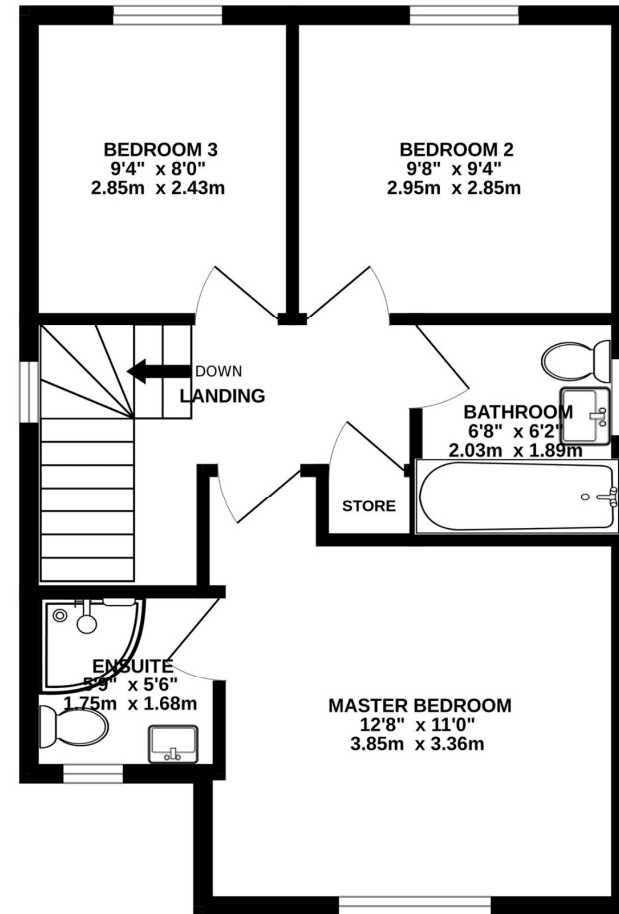 BEDROOM 3
9'4" x 8'0"
2.85m x 2.43m
BEDROOM 2
9'8" x 9'4"
2.95m x 2.85m
DOWN
LANDING
BATHROOM
6'8" x 6'2"
2.03m x 1.89m
STORE
ENSUITE
5'9" x 5'6"
1.75m x 1.68m
MASTER BEDROOM
12'8" x 11'0"
3.85m x 3.36m